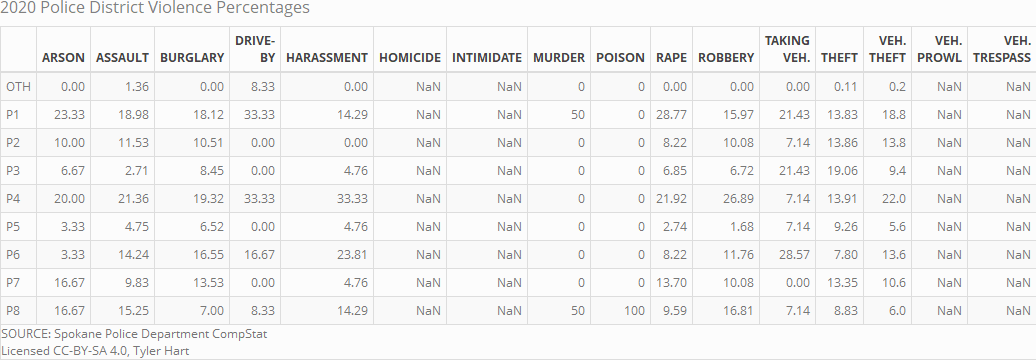 2020 Police District Violence Percentages
ARSON ASSAULT BURGLARY DRIVE-BY HARASSMENT HOMICIDE INTIMIDATE MURDER POISON RAPE ROBBERY TAKING VEH. THEFT VEH. THEFT VEH. PROWL VEH. TRESPASS
OTH 0.00 1.36 0.00 8.33 0.00 NaN NaN 0 0 0.00 0.00 0.00 0.11 0.2 NaN NaN
P1 23.33 18.98 18.12 33.33 14.29 NaN NaN 50 0 28.77 15.97 21.43 13.83 18.8 NaN NaN
P2 10.00 11.53 10.51 0.00 0.00 NaN NaN 0 0 8.22 10.08 7.14 13.86 13.8 NaN NaN
P3 6.67 2.71 8.45 0.00 4.76 NaN NaN 0 0 6.85 6.72 21.43 19.06 9.4 NaN NaN
P4 20.00 21.36 19.32 33.33 33.33 NaN NaN 0 0 21.92 26.89 7.14 13.91 22.0 NaN NaN
P5 3.33 4.75 6.52 0.00 4.76 NaN NaN 0 0 2.74 1.68 7.14 9.26 5.6 NaN NaN
P6 3.33 14.24 16.55 16.67 23.81 NaN NaN 0 0 8.22 11.76 28.57 7.80 13.6 NaN NaN
P7 16.67 9.83 13.53 0.00 4.76 NaN NaN 0 0 13.70 10.08 0.00 13.35 10.6 NaN NaN
P8 16.67 15.25 7.00 8.33 14.29 NaN NaN 50 100 9.59 16.81 7.14 8.83 6.0 NaN NaN
SOURCE: Spokane Police Department CompStat
Licensed CC-BY-SA 4.0, Tyler Hart